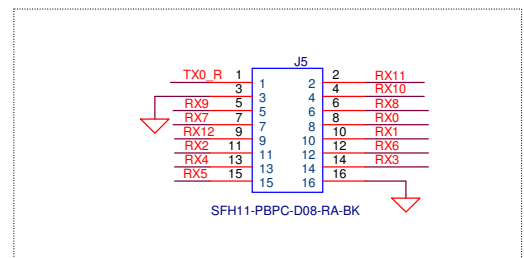 J5
TX0_R 1 1 2 2 RX11
3 3 4 4 RX10
RX9 5 5 6 6 RX8
RX7 7 7 8 8 RX0
RX12 9 9 10 10 RX1
RX2 11 11 12 12 RX6
RX4 13 13 14 14 RX3
RX5 15 15 16 16
SFH11-PBPC-D08-RA-BK